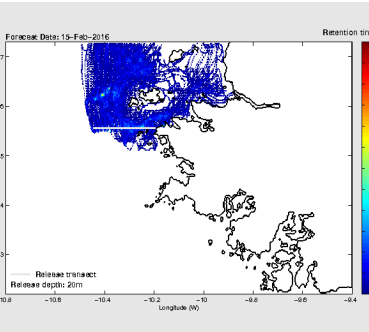 Forecast Date: 15-Feb-2016
Retention tim
7
6
5
4
3
Release transect
Release depth: 20m
10.8 -10.6 -10.4 -10.2 -10 -9.8 -9.6 -9.4
Longitude (W)